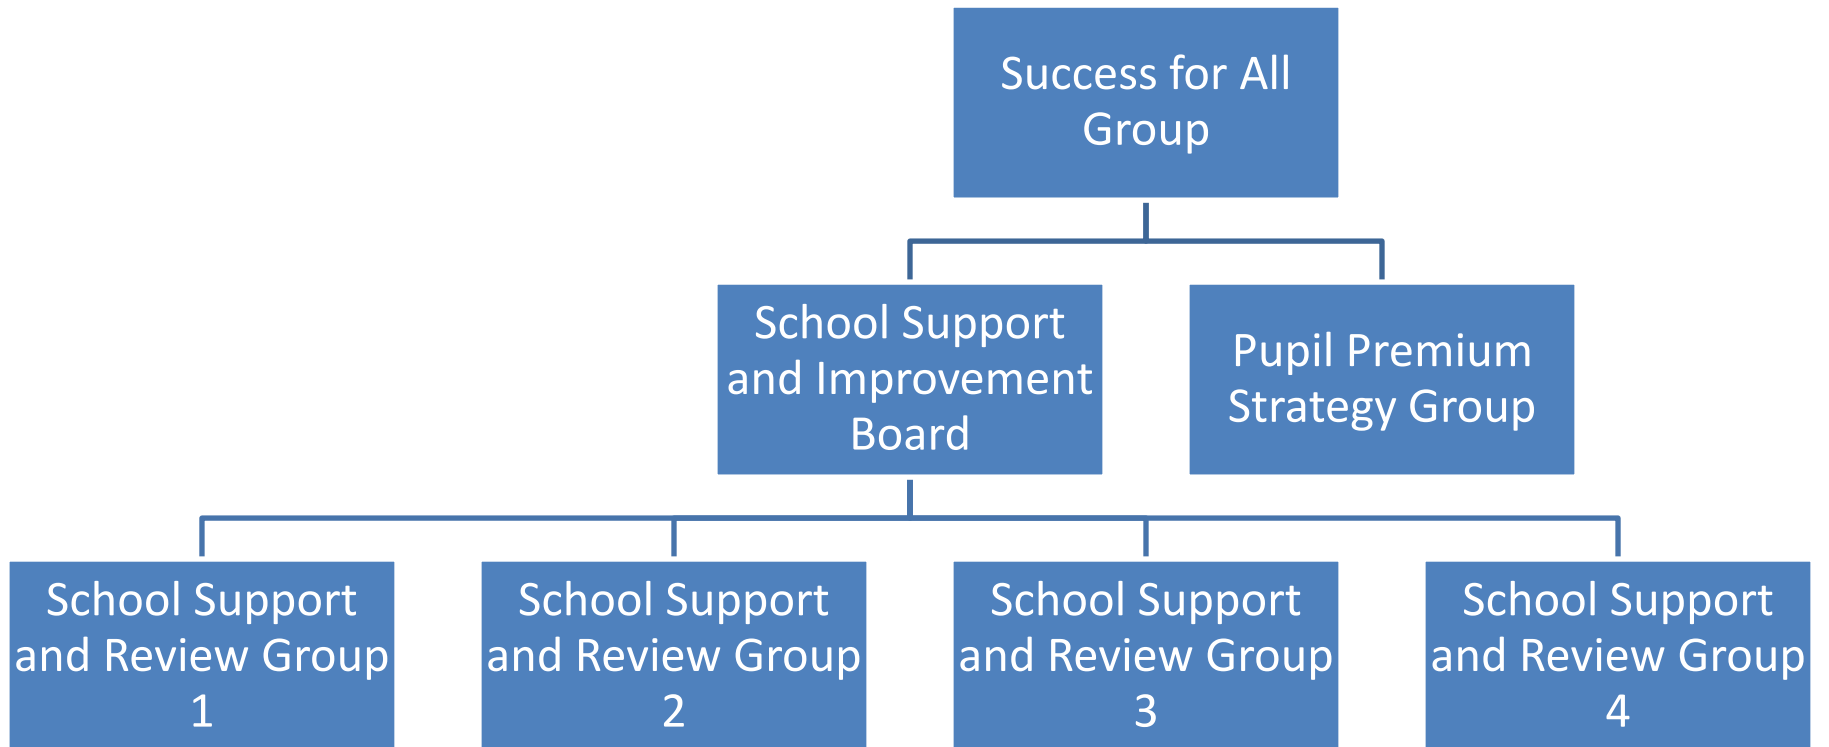 Success for All
Group
School Support
and Improvement
Board
Pupil Premium
Strategy Group
School Support
and Review Group
1
School Support
and Review Group
2
School Support
and Review Group
3
School Support
and Review Group
4